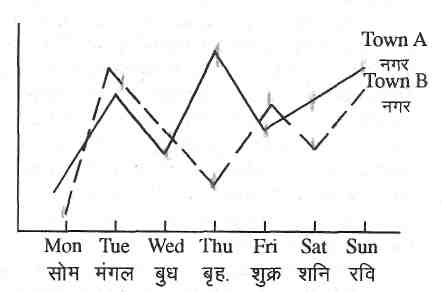 Town A
नगर
Town B
नगर
Mon Tue Wed Thu Fri Sat Sun
सोम मंगल बुध बृह. शुक्र शनि रवि